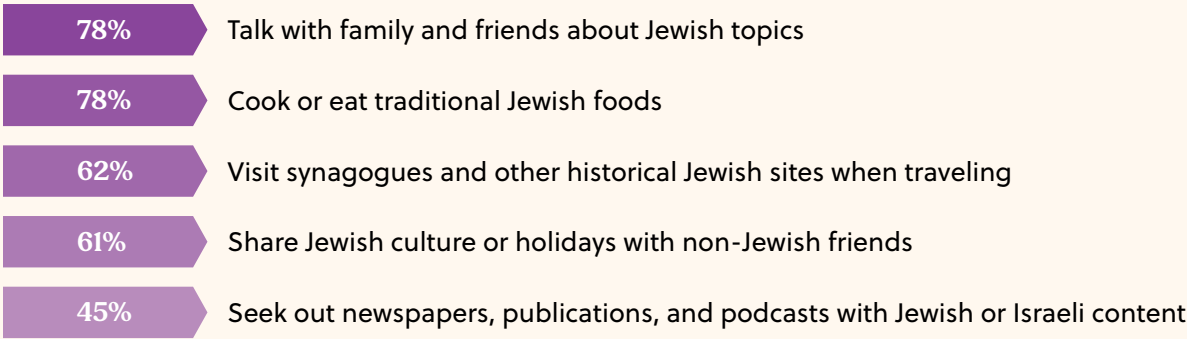 78% Talk with family and friends about Jewish topics
78% Cook or eat traditional Jewish foods
62% Visit synagogues and other historical Jewish sites when traveling
61% Share Jewish culture or holidays with non-Jewish friends
45% Seek out newspapers, publications, and podcasts with Jewish or Israeli content